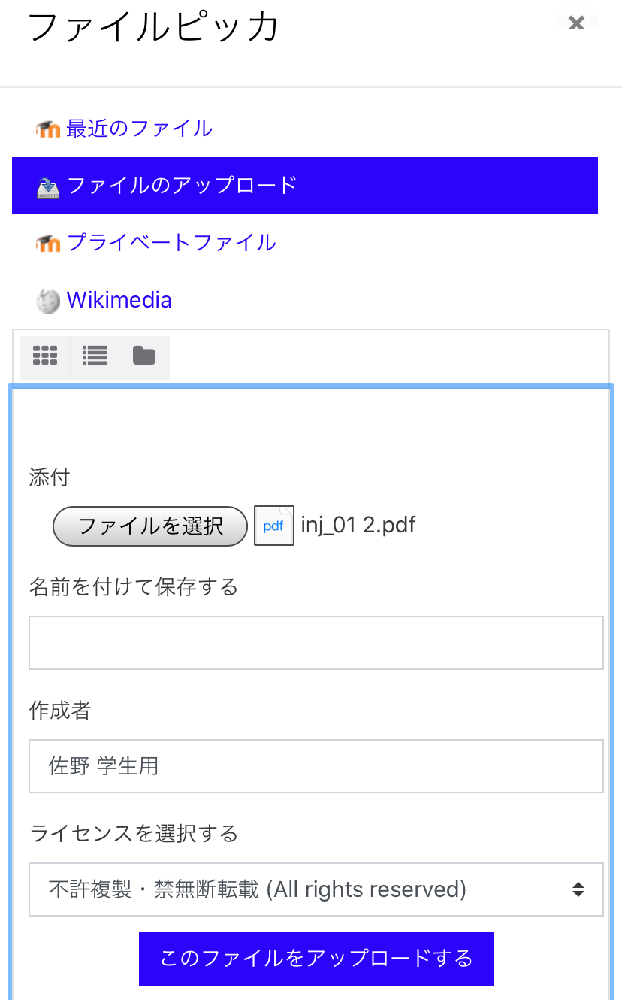 ファイルピッカ
×
最近のファイル
ファイルのアップロード
プライベートファイル
Wikimedia
添付
ファイルを選択 pdf inj_01 2.pdf
名前を付けて保存する
作成者
佐野 学生用
ライセンスを選択する
不許複製・禁無断転載 (All rights reserved)
このファイルをアップロードする